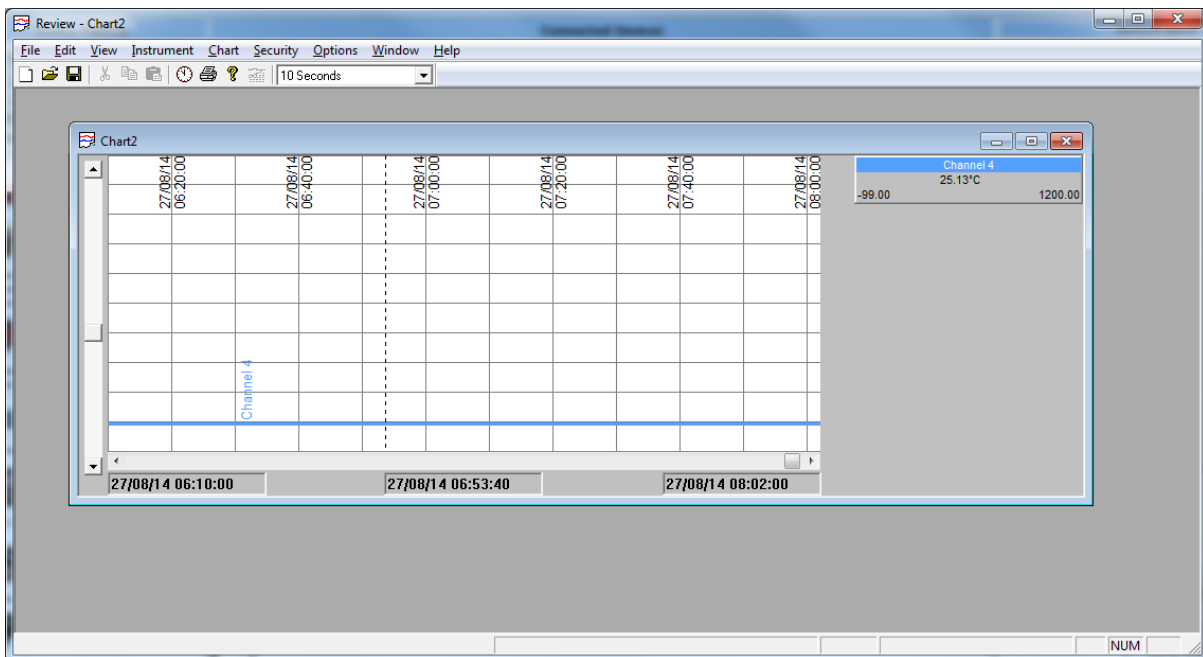 Review - Chart2
Connected Devices
File Edit View Instrument Chart Security Options Window Help
10 Seconds
Chart2
27/08/14
06:20:00
27/08/14
06:40:00
27/08/14
07:00:00
27/08/14
07:20:00
27/08/14
07:40:00
27/08/14
08:00:00
Channel 4
25.13°C
-99.00 1200.00
Channel 4
27/08/14 06:10:00 27/08/14 06:53:40 27/08/14 08:02:00
NUM